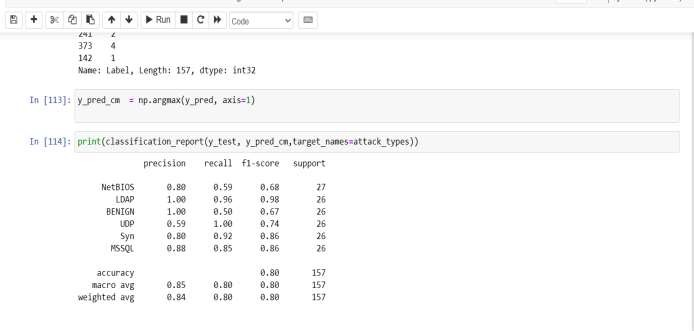 Run Code
241 2
373 4
142 1
Name: Label, Length: 157, dtype: int32
In [113]: y_pred_cm = np.argmax(y_pred, axis=1)
In [114]: print(classification_report(y_test, y_pred_cm,target_names=attack_types))
precision recall f1-score support
NetBIOS 0.80 0.59 0.68 27
LDAP 1.00 0.96 0.98 26
BENIGN 1.00 0.50 0.67 26
UDP 0.59 1.00 0.74 26
Syn 0.80 0.92 0.86 26
MSSQL 0.88 0.85 0.86 26
accuracy 0.80 157
macro avg 0.85 0.80 0.80 157
weighted avg 0.84 0.80 0.80 157